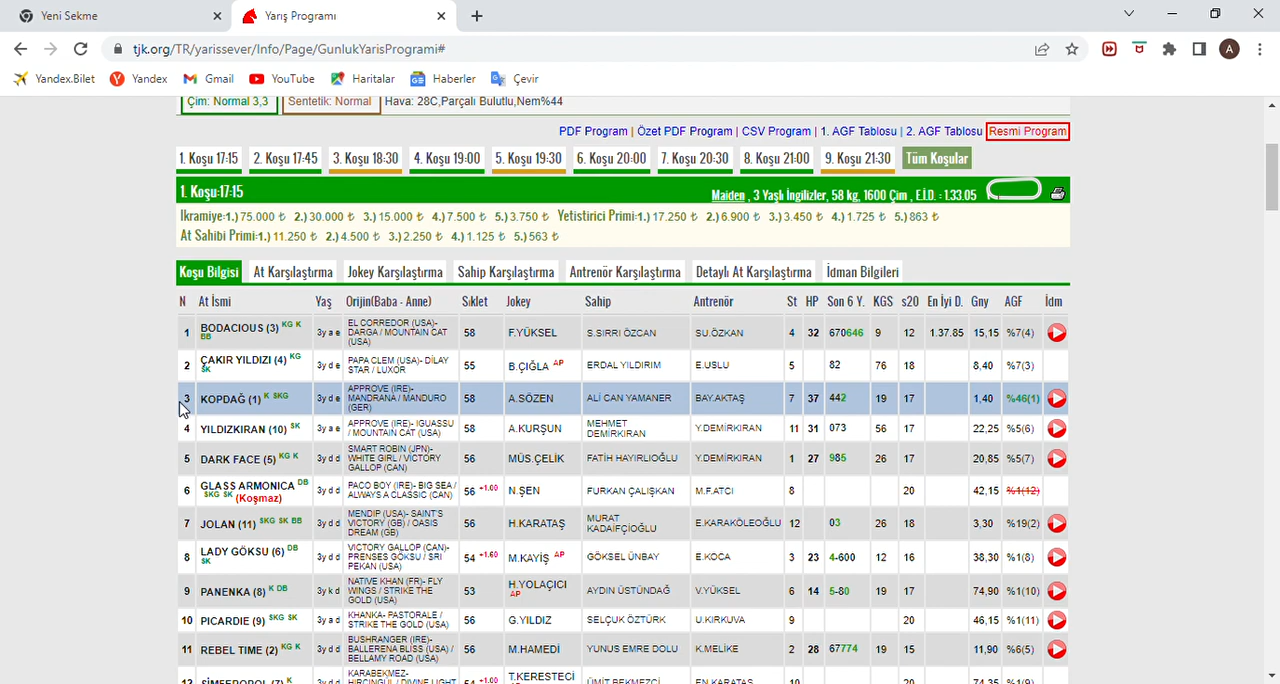 Yeni Sekme
Yarış Programı
tjk.org/TR/yarissever/Info/Page/GunlukYarisProgrami#
A
Yandex.Bilet Yandex Gmail YouTube Haritalar Haberler Çevir
Çim: Normal 3,3 Sentetik: Normal Hava: 28C,Parçalı Bulutlu,Nem%44
PDF Program | Özet PDF Program | CSV Program | 1. AGF Tablosu | 2. AGF Tablosu Resmi Program
1. Koşu 17:15 2. Koşu 17:45 3. Koşu 18:30 4. Koşu 19:00 5. Koşu 19:30 6. Koşu 20:00 7. Koşu 20:30 8. Koşu 21:00 9. Koşu 21:30 Tüm Koşular
1. Koşu:17:15 Maiden , 3 Yaşlı İngilizler, 58 kg, 1600 Çim , E.İ.D. : 1.33.05
İkramiye:1.) 75.000 ₺ 2.) 30.000 ₺ 3.) 15.000 ₺ 4.) 7.500 ₺ 5.) 3.750 ₺ Yetistirici Primi:1.) 17.250 ₺ 2.) 6.900 ₺ 3.) 3.450 ₺ 4.) 1.725 ₺ 5.) 863 ₺
At Sahibi Primi:1.) 11.250 ₺ 2.) 4.500 ₺ 3.) 2.250 ₺ 4.) 1.125 ₺ 5.) 563 ₺
Koşu Bilgisi At Karşılaştırma Jokey Karşılaştırma Sahip Karşılaştırma Antrenör Karşılaştırma Detaylı At Karşılaştırma İdman Bilgileri
N At İsmi Yaş Orijin(Baba - Anne) Sıklet Jokey Sahip Antrenör St HP Son 6 Y. KGS s20 En İyi D. Gny AGF İdm
1 BODACIOUS (3) KG K BB 3y a e EL CORREDOR (USA)- DARGA / MOUNTAIN CAT (USA) 58 F.YÜKSEL S.SIRRI ÖZCAN SU.ÖZKAN 4 32 670646 9 12 1.37.85 15,15 %7(4)
2 ÇAKIR YILDIZI (4) KG SK 3y d e PAPA CLEM (USA)- DİLAY STAR / LUXOR 55 B.ÇIĞLA AP ERDAL YILDIRIM E.USLU 5 82 76 18 8,40 %7(3)
3 KOPDAĞ (1) K SKG 3y d e APPROVE (IRE)- MANDRANA / MANDURO (GER) 58 A.SÖZEN ALİ CAN YAMANER BAY.AKTAŞ 7 37 442 19 17 1,40 %46(1)
4 YILDIZKIRAN (10) SK 3y a e APPROVE (IRE)- IGUASSU / MOUNTAIN CAT (USA) 58 A.KURŞUN MEHMET DEMİRKIRAN Y.DEMİRKIRAN 11 31 073 56 17 22,25 %5(6)
5 DARK FACE (5) KG K 3y d d SMART ROBIN (JPN)- WHITE GIRL / VICTORY GALLOP (CAN) 56 MÜS.ÇELİK FATİH HAYIRLIOĞLU Y.DEMİRKIRAN 1 27 985 26 17 20,85 %5(7)
6 GLASS ARMONICA DB SKG SK (Koşmaz) 3y d d PACO BOY (IRE)- BIG SEA / ALWAYS A CLASSIC (CAN) 56 +1.00 N.ŞEN FURKAN ÇALIŞKAN M.F.ATCI 8 20 42,15 %1(12)
7 JOLAN (11) SKG SK BB 3y d d MENDIP (USA)- SAINT'S VICTORY (GB) / OASIS DREAM (GB) 56 H.KARATAŞ MURAT KADAİFÇİOĞLU E.KARAKÖLEOĞLU 12 03 26 18 3,30 %19(2)
8 LADY GÖKSU (6) DB SK 3y d d VICTORY GALLOP (CAN)- PRENSES GÖKSU / SRI PEKAN (USA) 54 +1.60 M.KAYİŞ AP GÖKSEL ÜNBAY E.KOCA 3 23 4-600 12 16 38,30 %1(8)
9 PANENKA (8) K DB 3y k d NATIVE KHAN (FR)- FLY WINGS / STRIKE THE GOLD (USA) 53 H.YOLAÇICI AP AYDIN ÜSTÜNDAĞ V.YÜKSEL 6 14 5-80 19 17 74,90 %1(10)
10 PICARDIE (9) SKG SK 3y a d KHANKA- PASTORALE / STRIKE THE GOLD (USA) 56 G.YILDIZ SELÇUK ÖZTÜRK U.KIRKUVA 9 20 46,15 %1(11)
11 REBEL TIME (2) KG K 3y d d BUSHRANGER (IRE)- BALLERENA BLISS (USA) / BELLAMY ROAD (USA) 56 M.HAMEDİ YUNUS EMRE DOLU K.MELİKE 2 28 67774 19 15 11,90 %6(5)
KARABEKMEZ- T.KERESTECİ